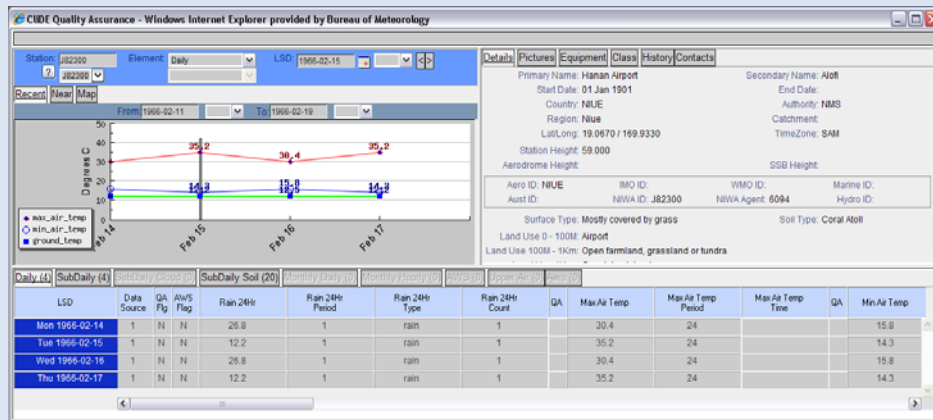 CliDE Quality Assurance - Windows Internet Explorer provided by Bureau of Meteorology
Station: J82300 Element: Daily LSD: 1966-02-15 < >
? J82300
Recent Near Map
From: 1966-02-11 To: 1966-02-19
Degrees C
50
40
30
20
10
0
35.2 30.4 35.2
14.3 15.8 14.3
Feb 14 Feb 15 Feb 16 Feb 17
max_air_temp
min_air_temp
ground_temp
Details Pictures Equipment Class History Contacts
Primary Name: Hanan Airport Secondary Name: Alofi
Start Date: 01 Jan 1901 End Date:
Country: NIUE Authority: NMS
Region: Niue Catchment:
Lat/Long: 19.0670 / 169.9330 TimeZone: SAM
Station Height: 59.000
Aerodrome Height: SSB Height:
Aero ID: NIUE IMO ID: WMO ID: Marine ID:
Aust ID: NIWA ID: J82300 NIWA Agent: 6094 Hydro ID:
Surface Type: Mostly covered by grass Soil Type: Coral Atoll
Land Use 0 - 100M: Airport
Land Use 100M - 1Km: Open farmland, grassland or tundra
Daily (4) SubDaily (4) SubDaily Cloud (0) SubDaily Soil (20) Monthly Daily (0) Monthly Hourly (0) AWS (0) Upper Air (0) Aero (0)
LSD Data Source QA Flg AWS Flag Rain 24Hr Rain 24Hr Period Rain 24Hr Type Rain 24Hr Count QA Max Air Temp Max Air Temp Period Max Air Temp Time QA Min Air Temp
Mon 1966-02-14 1 N N 26.8 1 rain 1 30.4 24 15.8
Tue 1966-02-15 1 N N 12.2 1 rain 1 35.2 24 14.3
Wed 1966-02-16 1 N N 26.8 1 rain 1 30.4 24 15.8
Thu 1966-02-17 1 N N 12.2 1 rain 1 35.2 24 14.3